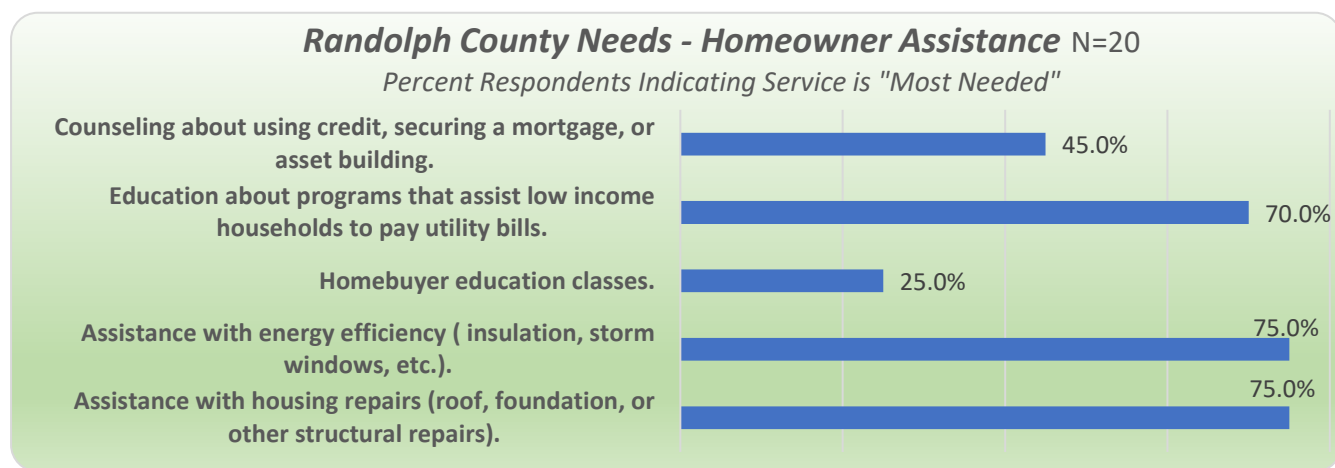 Randolph County Needs - Homeowner Assistance N=20
Percent Respondents Indicating Service is "Most Needed"
Counseling about using credit, securing a mortgage, or
asset building.
45.0%
Education about programs that assist low income
households to pay utility bills.
70.0%
Homebuyer education classes.
25.0%
Assistance with energy efficiency ( insulation, storm
windows, etc.).
75.0%
Assistance with housing repairs (roof, foundation, or
other structural repairs).
75.0%